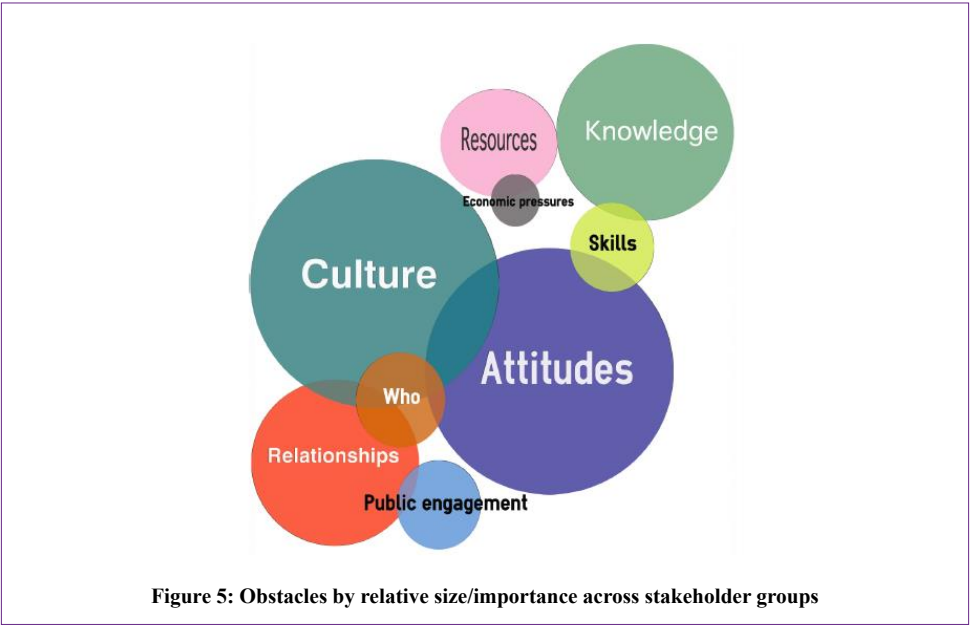 Knowledge
Resources
Economic pressures
Skills
Culture
Attitudes
Who
Relationships
Public engagement
Figure 5: Obstacles by relative size/importance across stakeholder groups